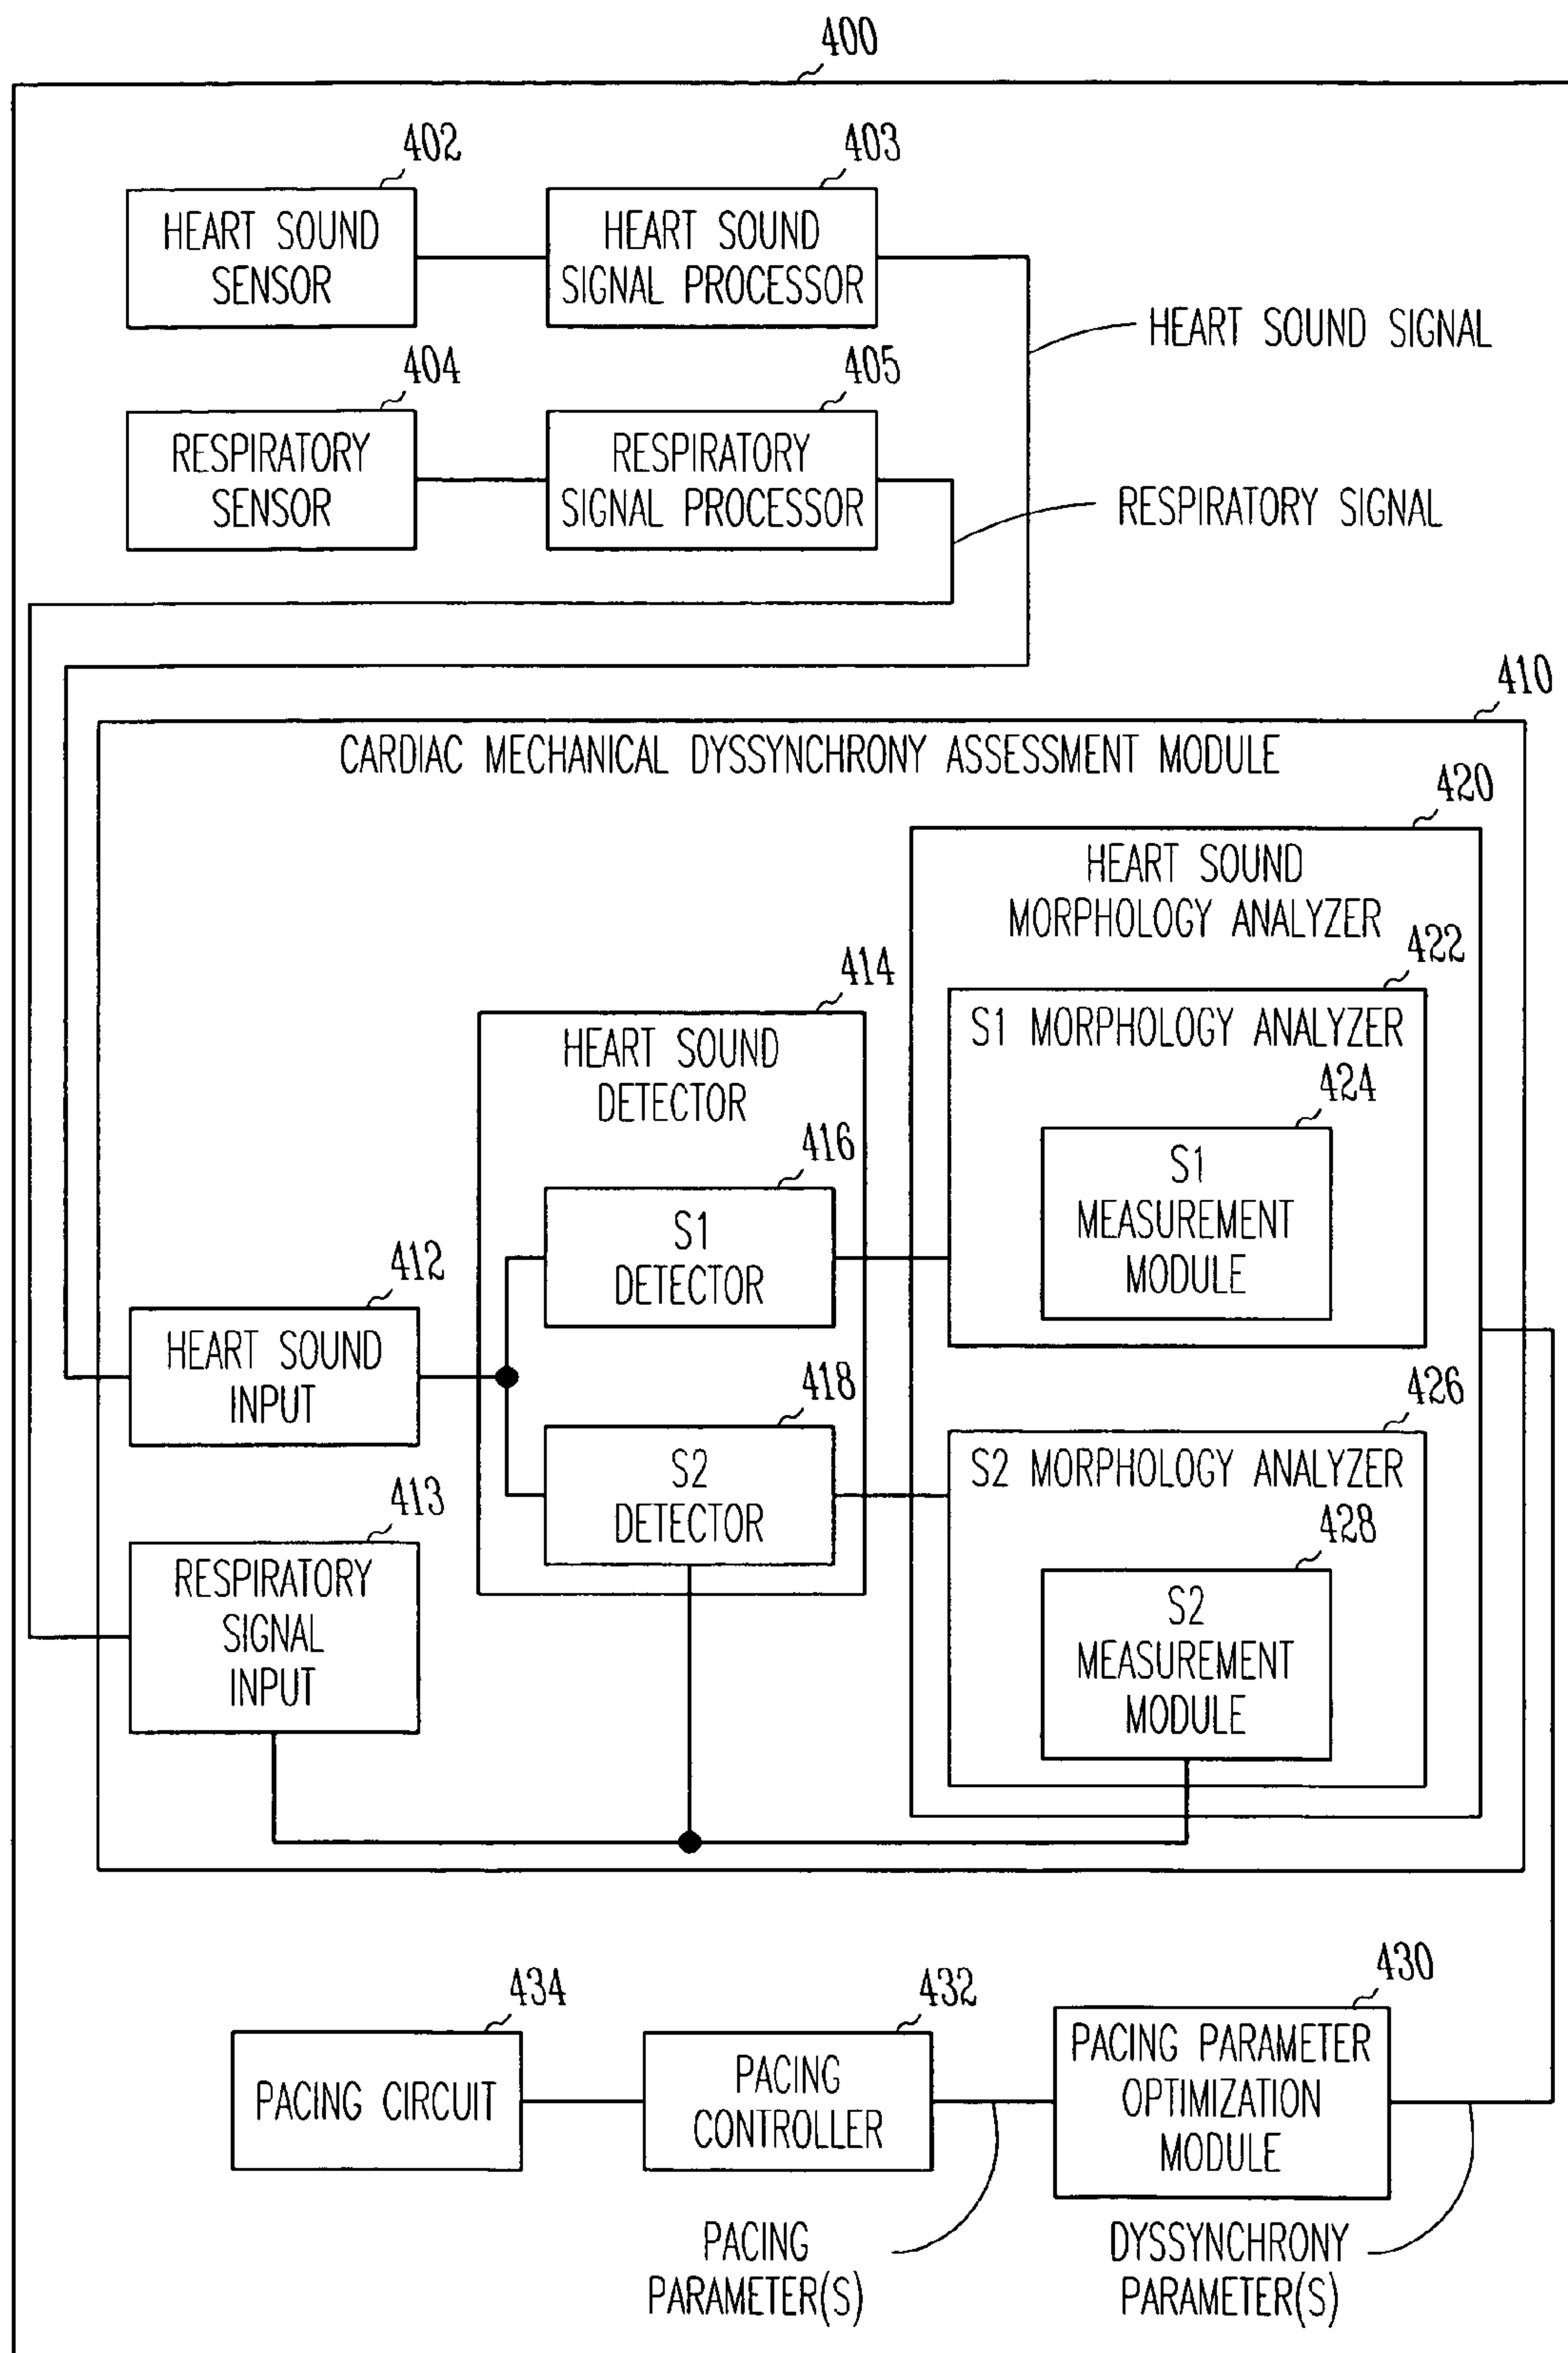 400
402
HEART SOUND
SENSOR
403
HEART SOUND
SIGNAL PROCESSOR
HEART SOUND SIGNAL
404
RESPIRATORY
SENSOR
405
RESPIRATORY
SIGNAL PROCESSOR
RESPIRATORY SIGNAL
410
CARDIAC MECHANICAL DYSSYNCHRONY ASSESSMENT MODULE
420
HEART SOUND
MORPHOLOGY ANALYZER
422
S1 MORPHOLOGY ANALYZER
424
S1
MEASUREMENT
MODULE
414
HEART SOUND
DETECTOR
416
S1
DETECTOR
412
HEART SOUND
INPUT
418
S2
DETECTOR
426
S2 MORPHOLOGY ANALYZER
428
S2
MEASUREMENT
MODULE
413
RESPIRATORY
SIGNAL
INPUT
434
PACING CIRCUIT
432
PACING
CONTROLLER
430
PACING PARAMETER
OPTIMIZATION
MODULE
PACING
PARAMETER(S)
DYSSYNCHRONY
PARAMETER(S)